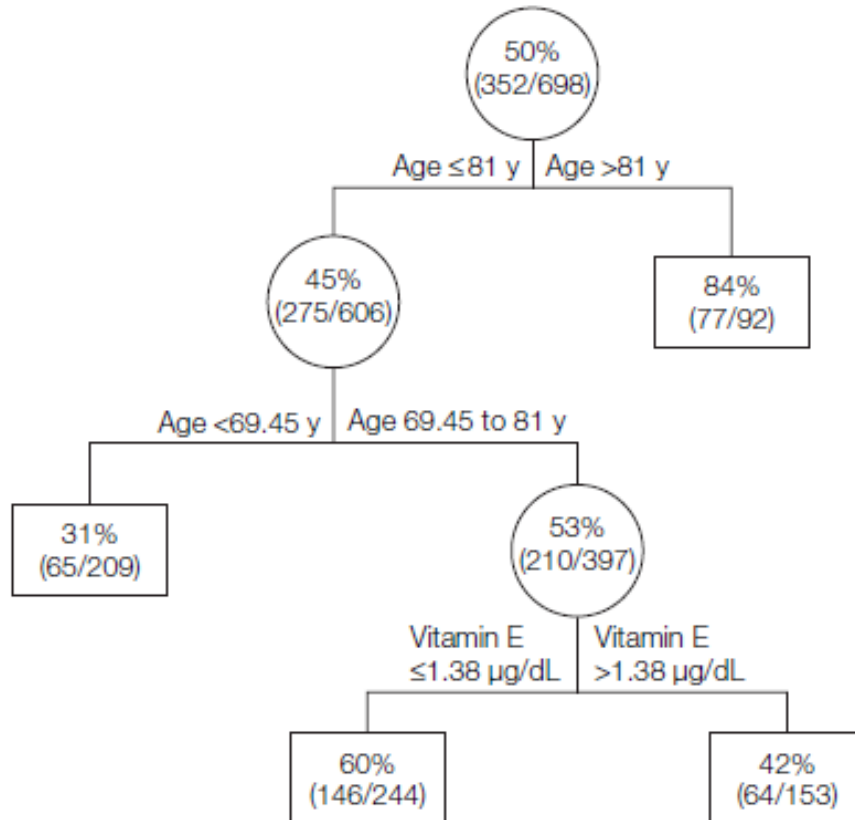 50%
(352/698)
Age ≤81 y Age >81 y
45%
(275/606)
84%
(77/92)
Age <69.45 y Age 69.45 to 81 y
31%
(65/209)
53%
(210/397)
Vitamin E
≤1.38 µg/dL
Vitamin E
>1.38 µg/dL
60%
(146/244)
42%
(64/153)